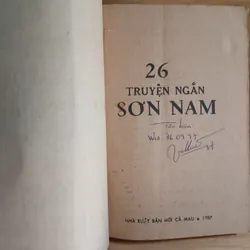 26
TRUYỆN NGẮN
SƠN NAM
NHÀ XUẤT BẢN MŨI CÀ MAU • 1987